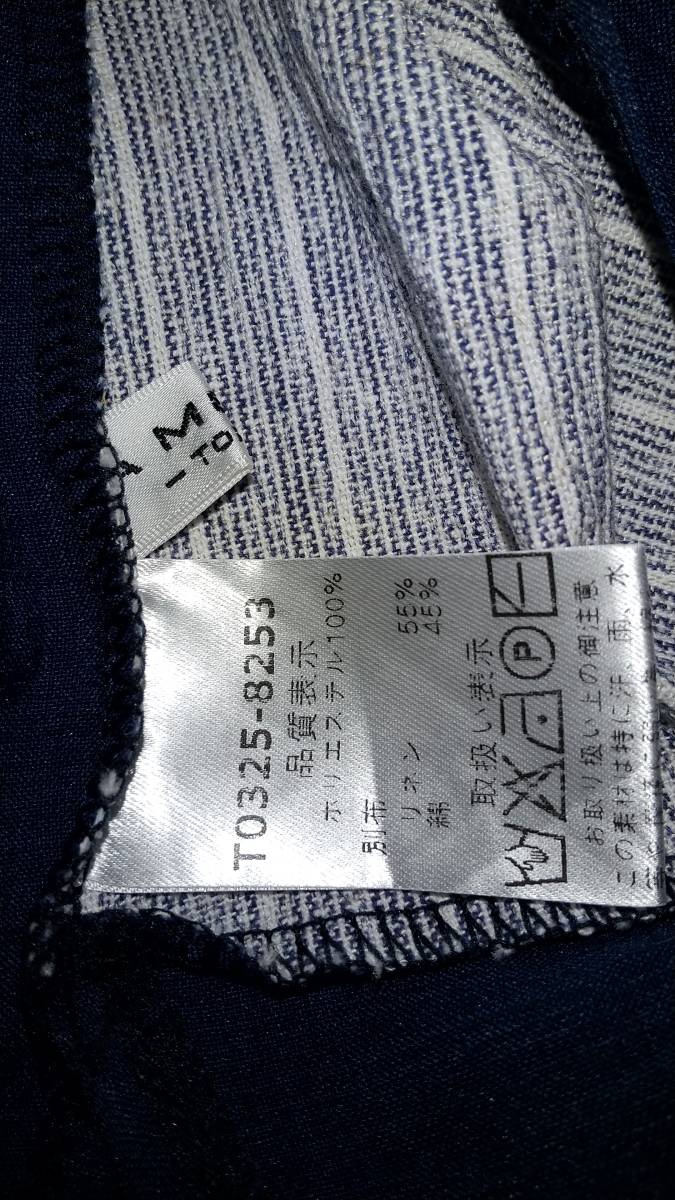 A M
TO
T0325-8253
品質表示
ポリエステル100%
別布
リネン 55%
綿 45%
取扱い表示
P
お取り扱い上の御注意
この素材は特に汗、雨、水